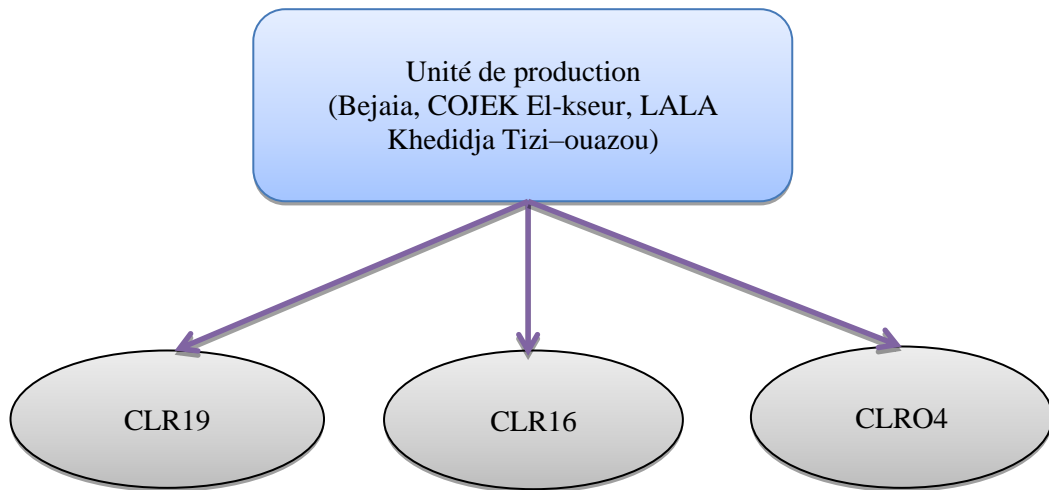 Unité de production
(Bejaia, COJEK El-kseur, LALA
Khedidja Tizi–ouazou)
CLR19
CLR16
CLRO4